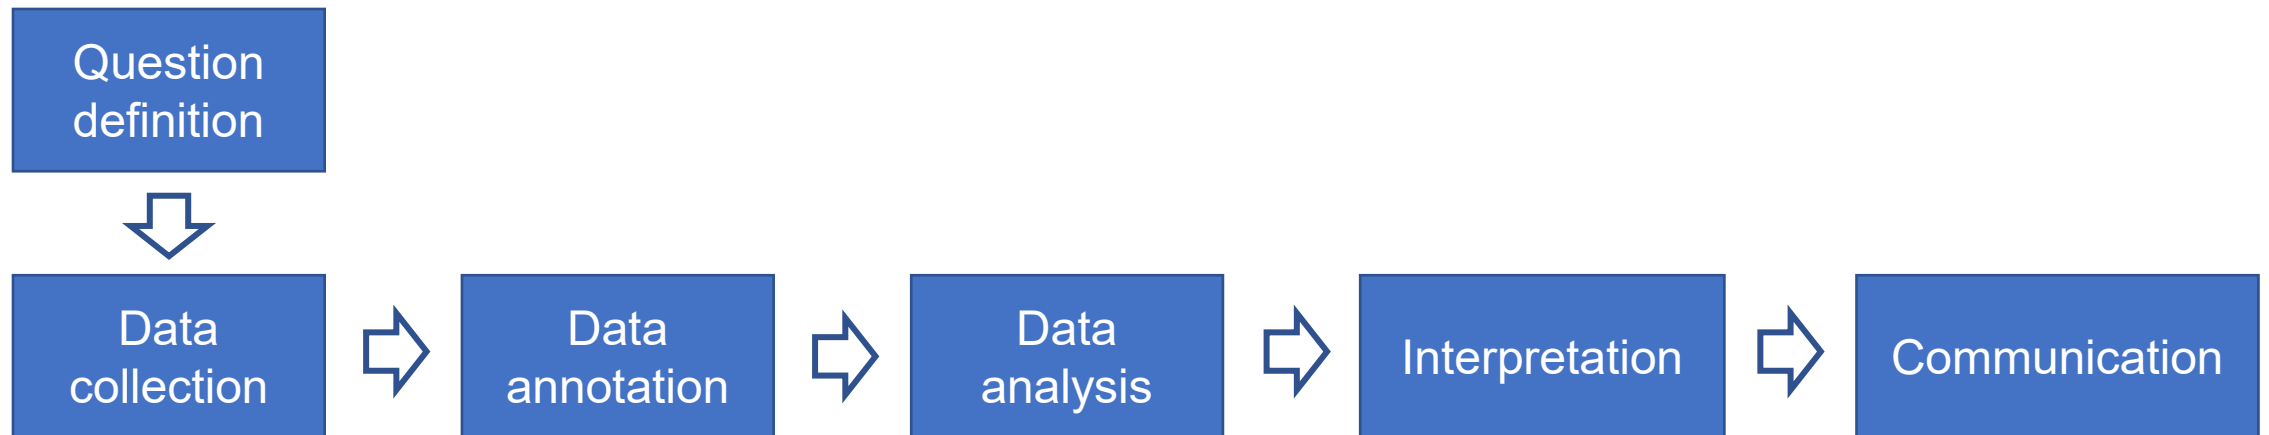 Question
definition
Data
collection
Data
annotation
Data
analysis
Interpretation
Communication